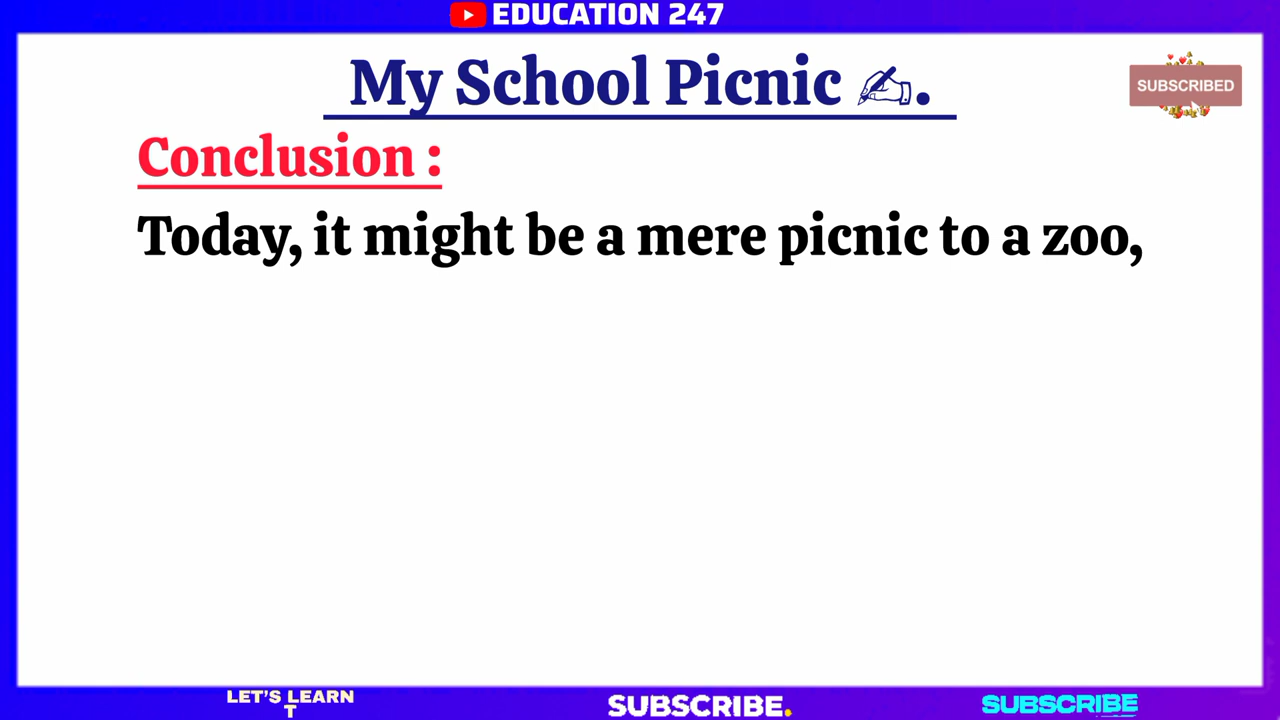 EDUCATION 247
My School Picnic ✍.
SUBSCRIBED
Conclusion :
Today, it might be a mere picnic to a zoo,
LET'S LEARN
T
SUBSCRIBE.
SUBSCRIBE